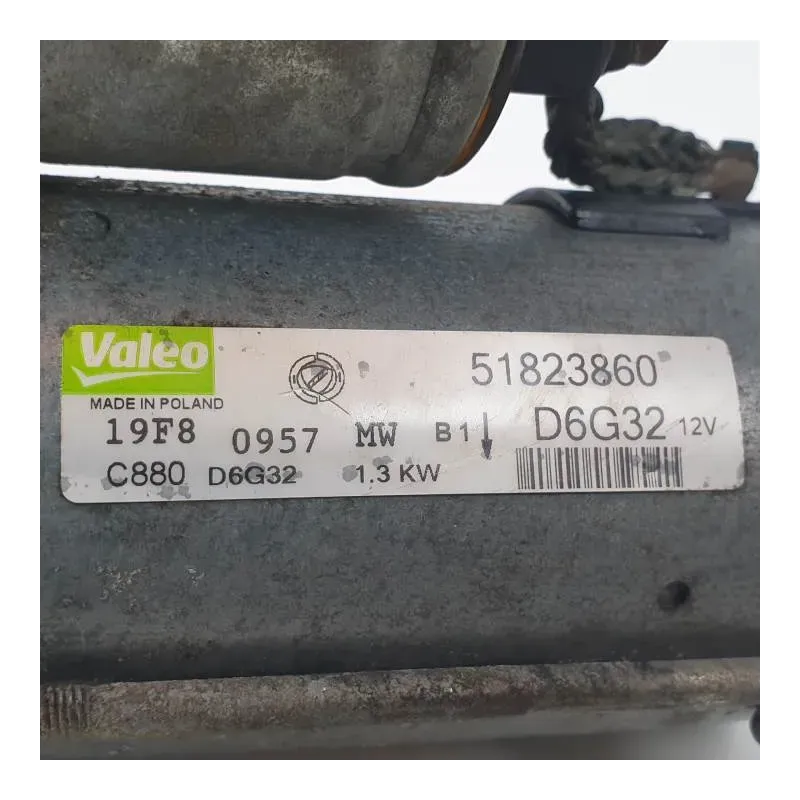 Valeo
MADE IN POLAND
51823860
19F8 0957 MW B1 D6G32 12V
C880 D6G32 1.3 KW